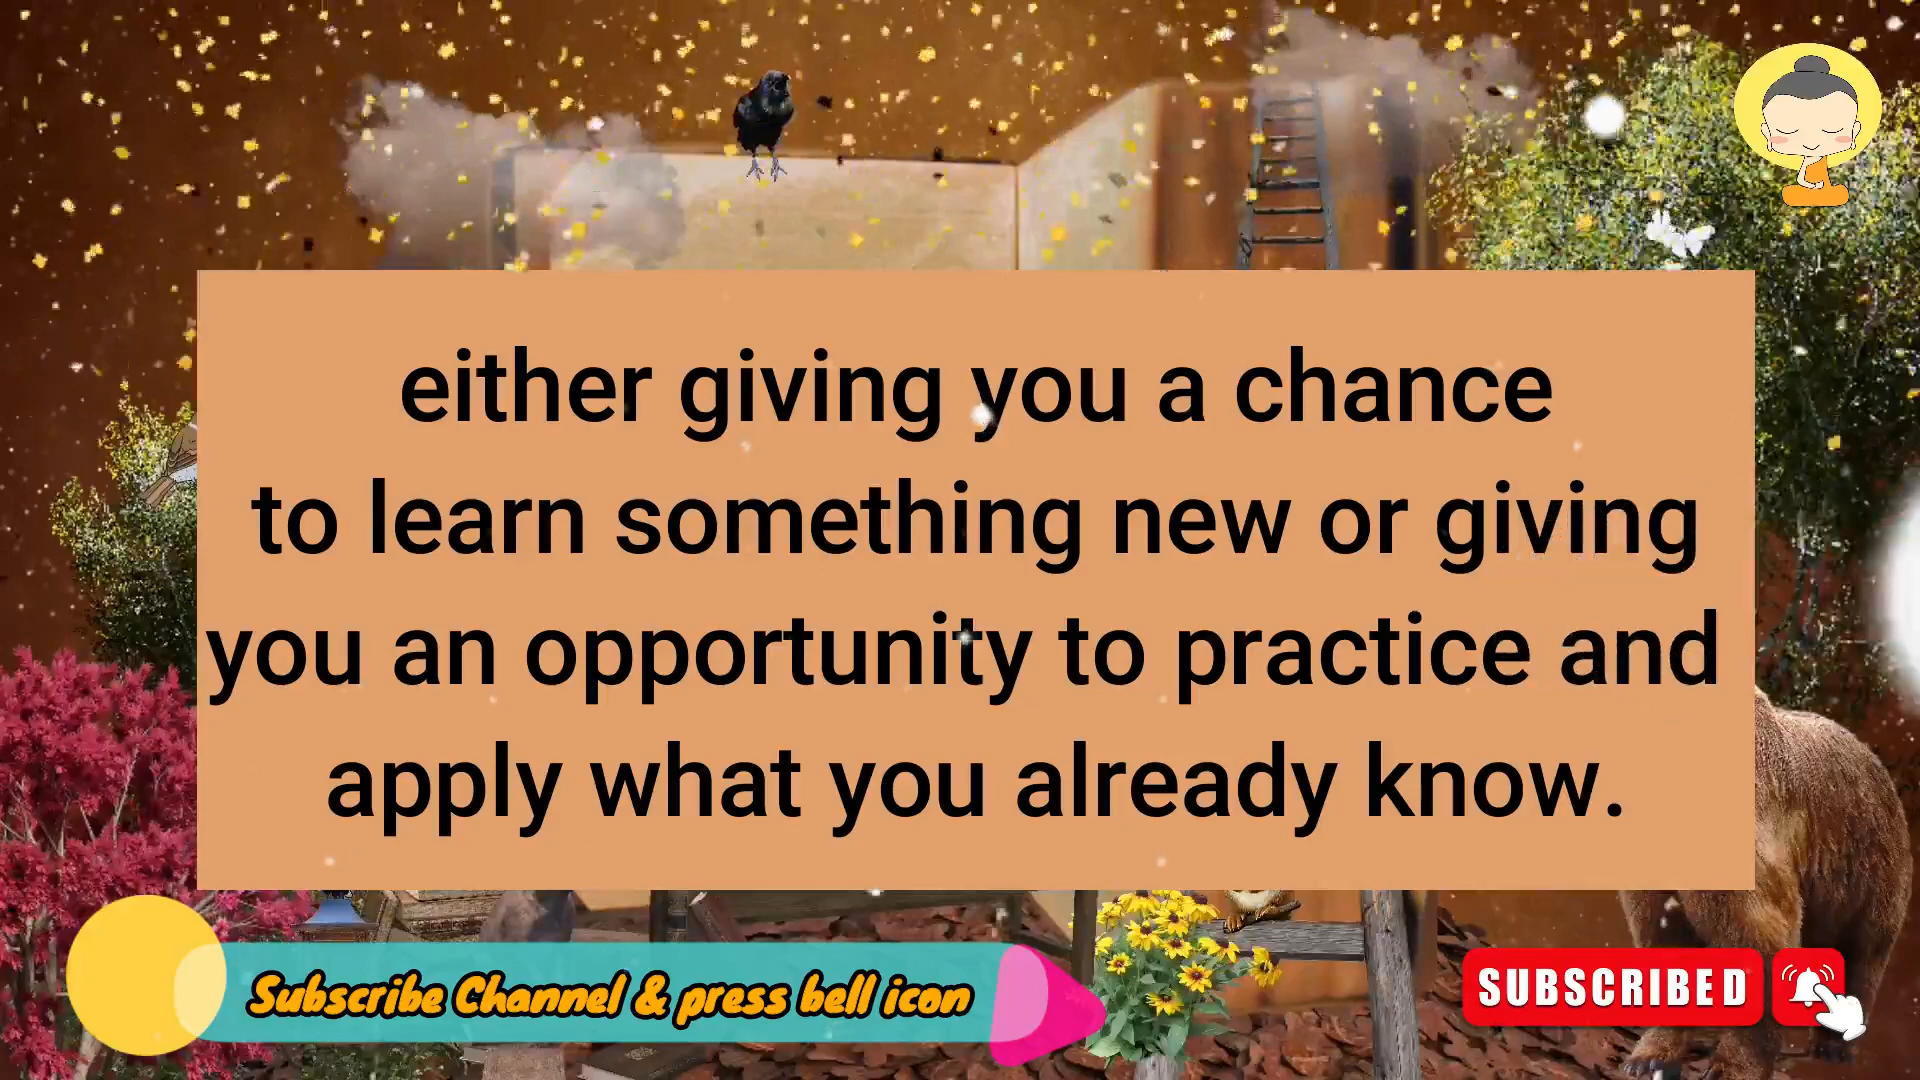 either giving you a chance
to learn something new or giving
you an opportunity to practice and
apply what you already know.
Subscribe Channel & press bell icon
SUBSCRIBED